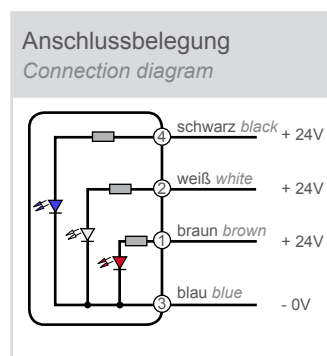 Anschlussbelegung
Connection diagram
4 schwarz black + 24V
2 weiß white + 24V
1 braun brown + 24V
3 blau blue - 0V